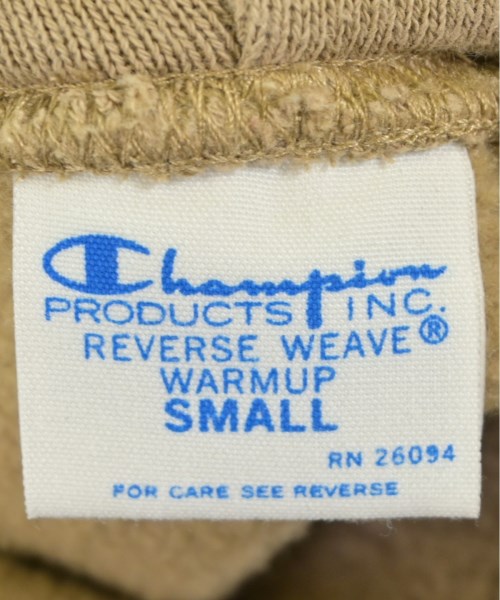 Champion
PRODUCTS INC.
REVERSE WEAVE®
WARMUP
SMALL
RN 26094
FOR CARE SEE REVERSE